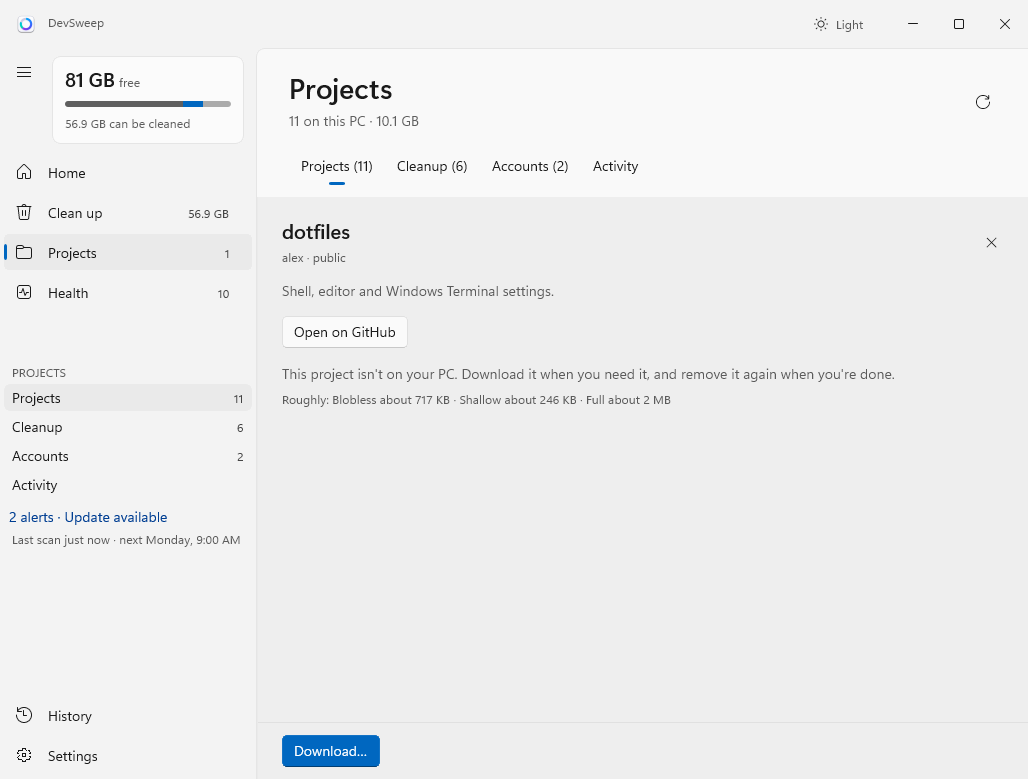 DevSweep
Light
81 GB free
56.9 GB can be cleaned
Home
Clean up 56.9 GB
Projects 1
Health 10
PROJECTS
Projects 11
Cleanup 6
Accounts 2
Activity
2 alerts · Update available
Last scan just now · next Monday, 9:00 AM
History
Settings
Projects
11 on this PC · 10.1 GB
Projects (11) Cleanup (6) Accounts (2) Activity
dotfiles
alex · public
Shell, editor and Windows Terminal settings.
Open on GitHub
This project isn't on your PC. Download it when you need it, and remove it again when you're done.
Roughly: Blobless about 717 KB · Shallow about 246 KB · Full about 2 MB
Download...